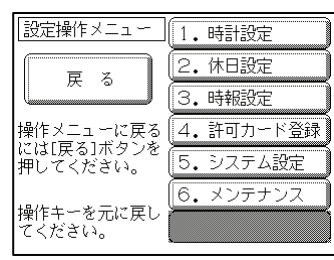 設定操作メニュー
戻 る
操作メニューに戻る
には[戻る]ボタンを
押してください。
操作キーを元に戻し
てください。
1. 時計設定
2. 休日設定
3. 時報設定
4. 許可カード登録
5. システム設定
6. メンテナンス